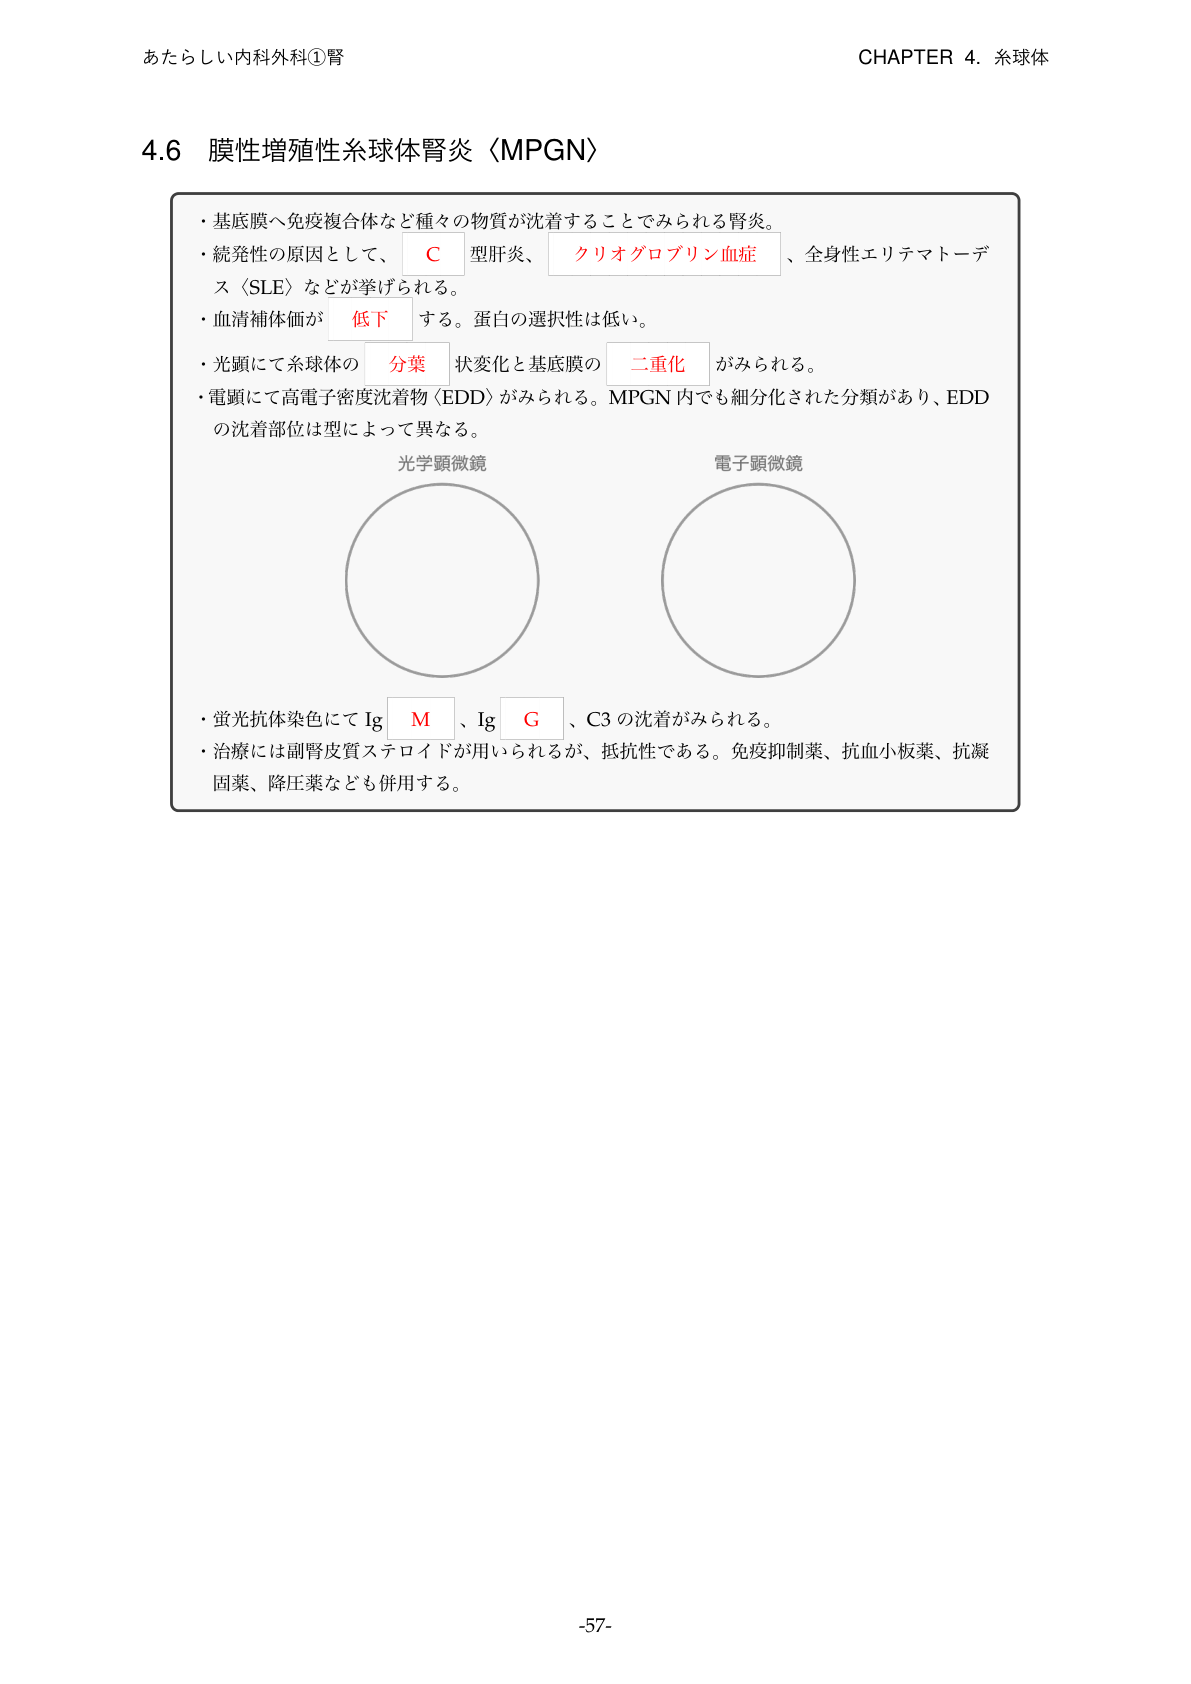 あたらしい内科外科①腎
CHAPTER 4. 糸球体
4.6 膜性増殖性糸球体腎炎〈MPGN〉
・基底膜へ免疫複合体など種々の物質が沈着することでみられる腎炎。
・続発性の原因として、 C 型肝炎、 クリオグロブリン血症 、全身性エリテマトーデ
ス〈SLE〉などが挙げられる。
・血清補体価が 低下 する。蛋白の選択性は低い。
・光顕にて糸球体の 分葉 状変化と基底膜の 二重化 がみられる。
・電顕にて高電子密度沈着物〈EDD〉がみられる。MPGN 内でも細分化された分類があり、EDD
の沈着部位は型によって異なる。
光学顕微鏡
電子顕微鏡
・蛍光抗体染色にて Ig M 、Ig G 、C3 の沈着がみられる。
・治療には副腎皮質ステロイドが用いられるが、抵抗性である。免疫抑制薬、抗血小板薬、抗凝
固薬、降圧薬なども併用する。
-57-